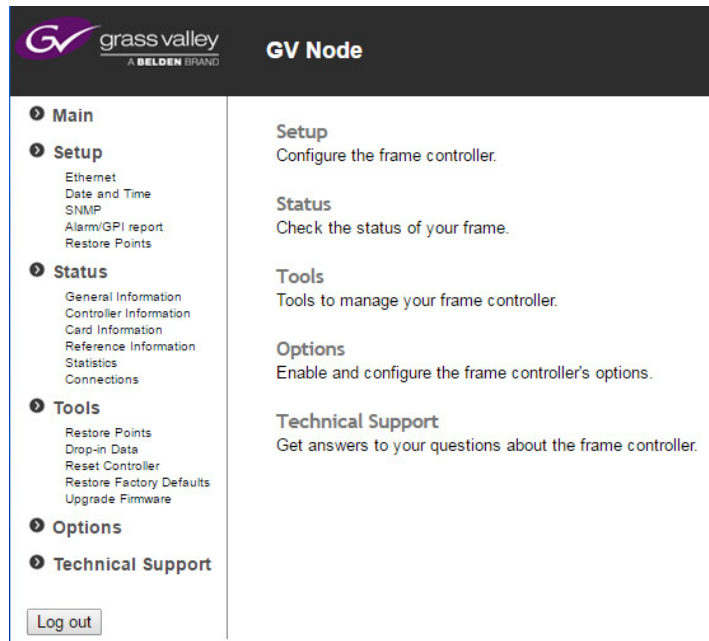 GV grass valley
A BELDEN BRAND
GV Node
Main
Setup
Ethernet
Date and Time
SNMP
Alarm/GPI report
Restore Points
Status
General Information
Controller Information
Card Information
Reference Information
Statistics
Connections
Tools
Restore Points
Drop-in Data
Reset Controller
Restore Factory Defaults
Upgrade Firmware
Options
Technical Support
Log out
Setup
Configure the frame controller.
Status
Check the status of your frame.
Tools
Tools to manage your frame controller.
Options
Enable and configure the frame controller's options.
Technical Support
Get answers to your questions about the frame controller.